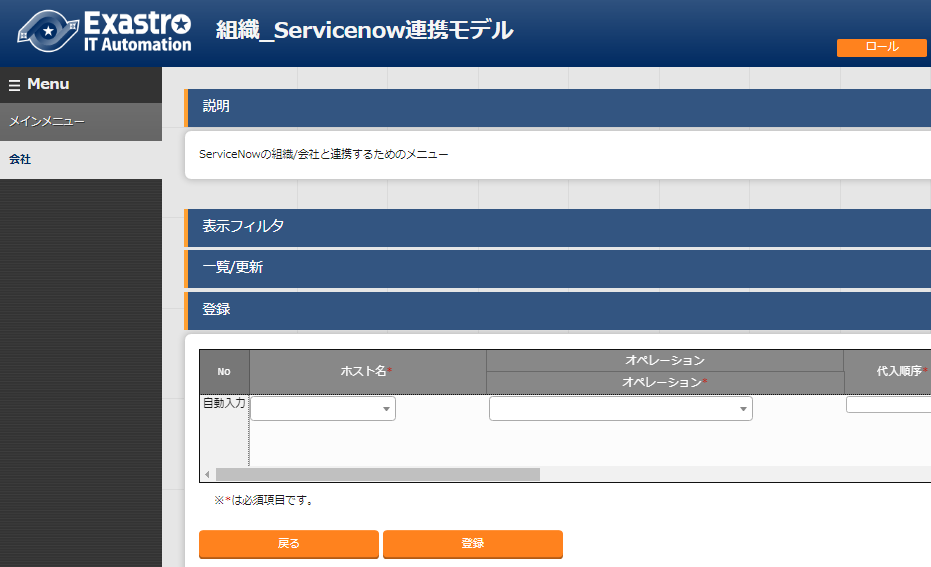 Exastro
IT Automation
組織_Servicenow連携モデル
ロール
Menu
メインメニュー
会社
説明
ServiceNowの組織/会社と連携するためのメニュー
表示フィルタ
一覧/更新
登録
No
ホスト名*
オペレーション
オペレーション*
代入順序*
自動入力
※*は必須項目です。
戻る
登録